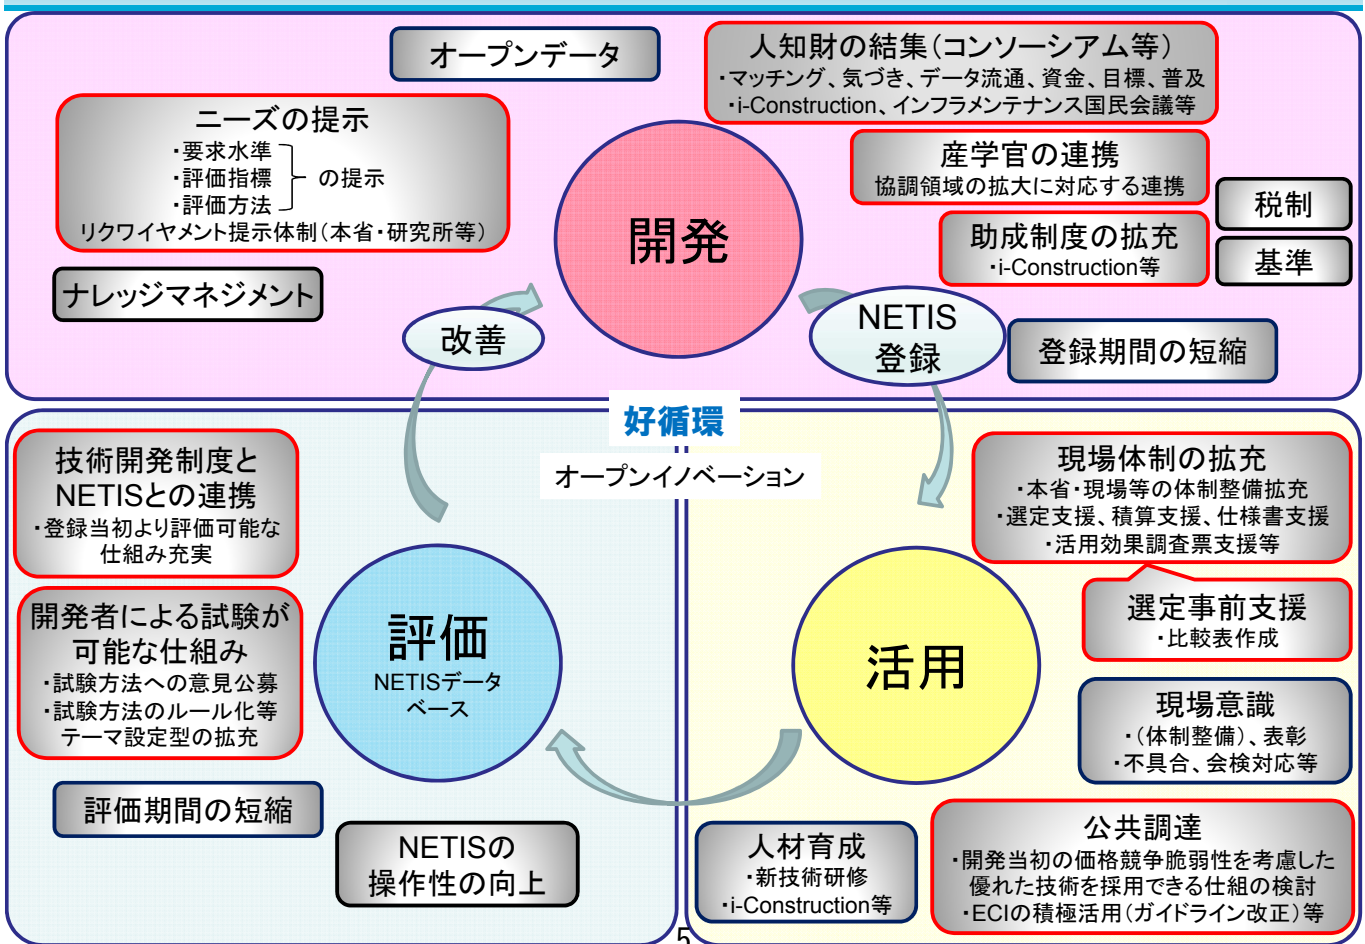 オープンデータ
人知財の結集(コンソーシアム等)
・マッチング、気づき、データ流通、資金、目標、普及
・i-Construction、インフラメンテナンス国民会議等
ニーズの提示
・要求水準
・評価指標 の提示
・評価方法
リクワイヤメント提示体制(本省・研究所等)
産学官の連携
協調領域の拡大に対応する連携
税制
開発
助成制度の拡充
・i-Construction等
基準
ナレッジマネジメント
改善
NETIS
登録
登録期間の短縮
好循環
オープンイノベーション
技術開発制度と
NETISとの連携
・登録当初より評価可能な
仕組み充実
開発者による試験が
可能な仕組み
・試験方法への意見公募
・試験方法のルール化等
テーマ設定型の拡充
評価
NETISデータ
ベース
評価期間の短縮
NETISの
操作性の向上
現場体制の拡充
・本省・現場等の体制整備拡充
・選定支援、積算支援、仕様書支援
・活用効果調査票支援等
選定事前支援
・比較表作成
活用
現場意識
・(体制整備)、表彰
・不具合、会検対応等
人材育成
・新技術研修
・i-Construction等
公共調達
・開発当初の価格競争脆弱性を考慮した
優れた技術を採用できる仕組の検討
・ECIの積極活用(ガイドライン改正)等
5